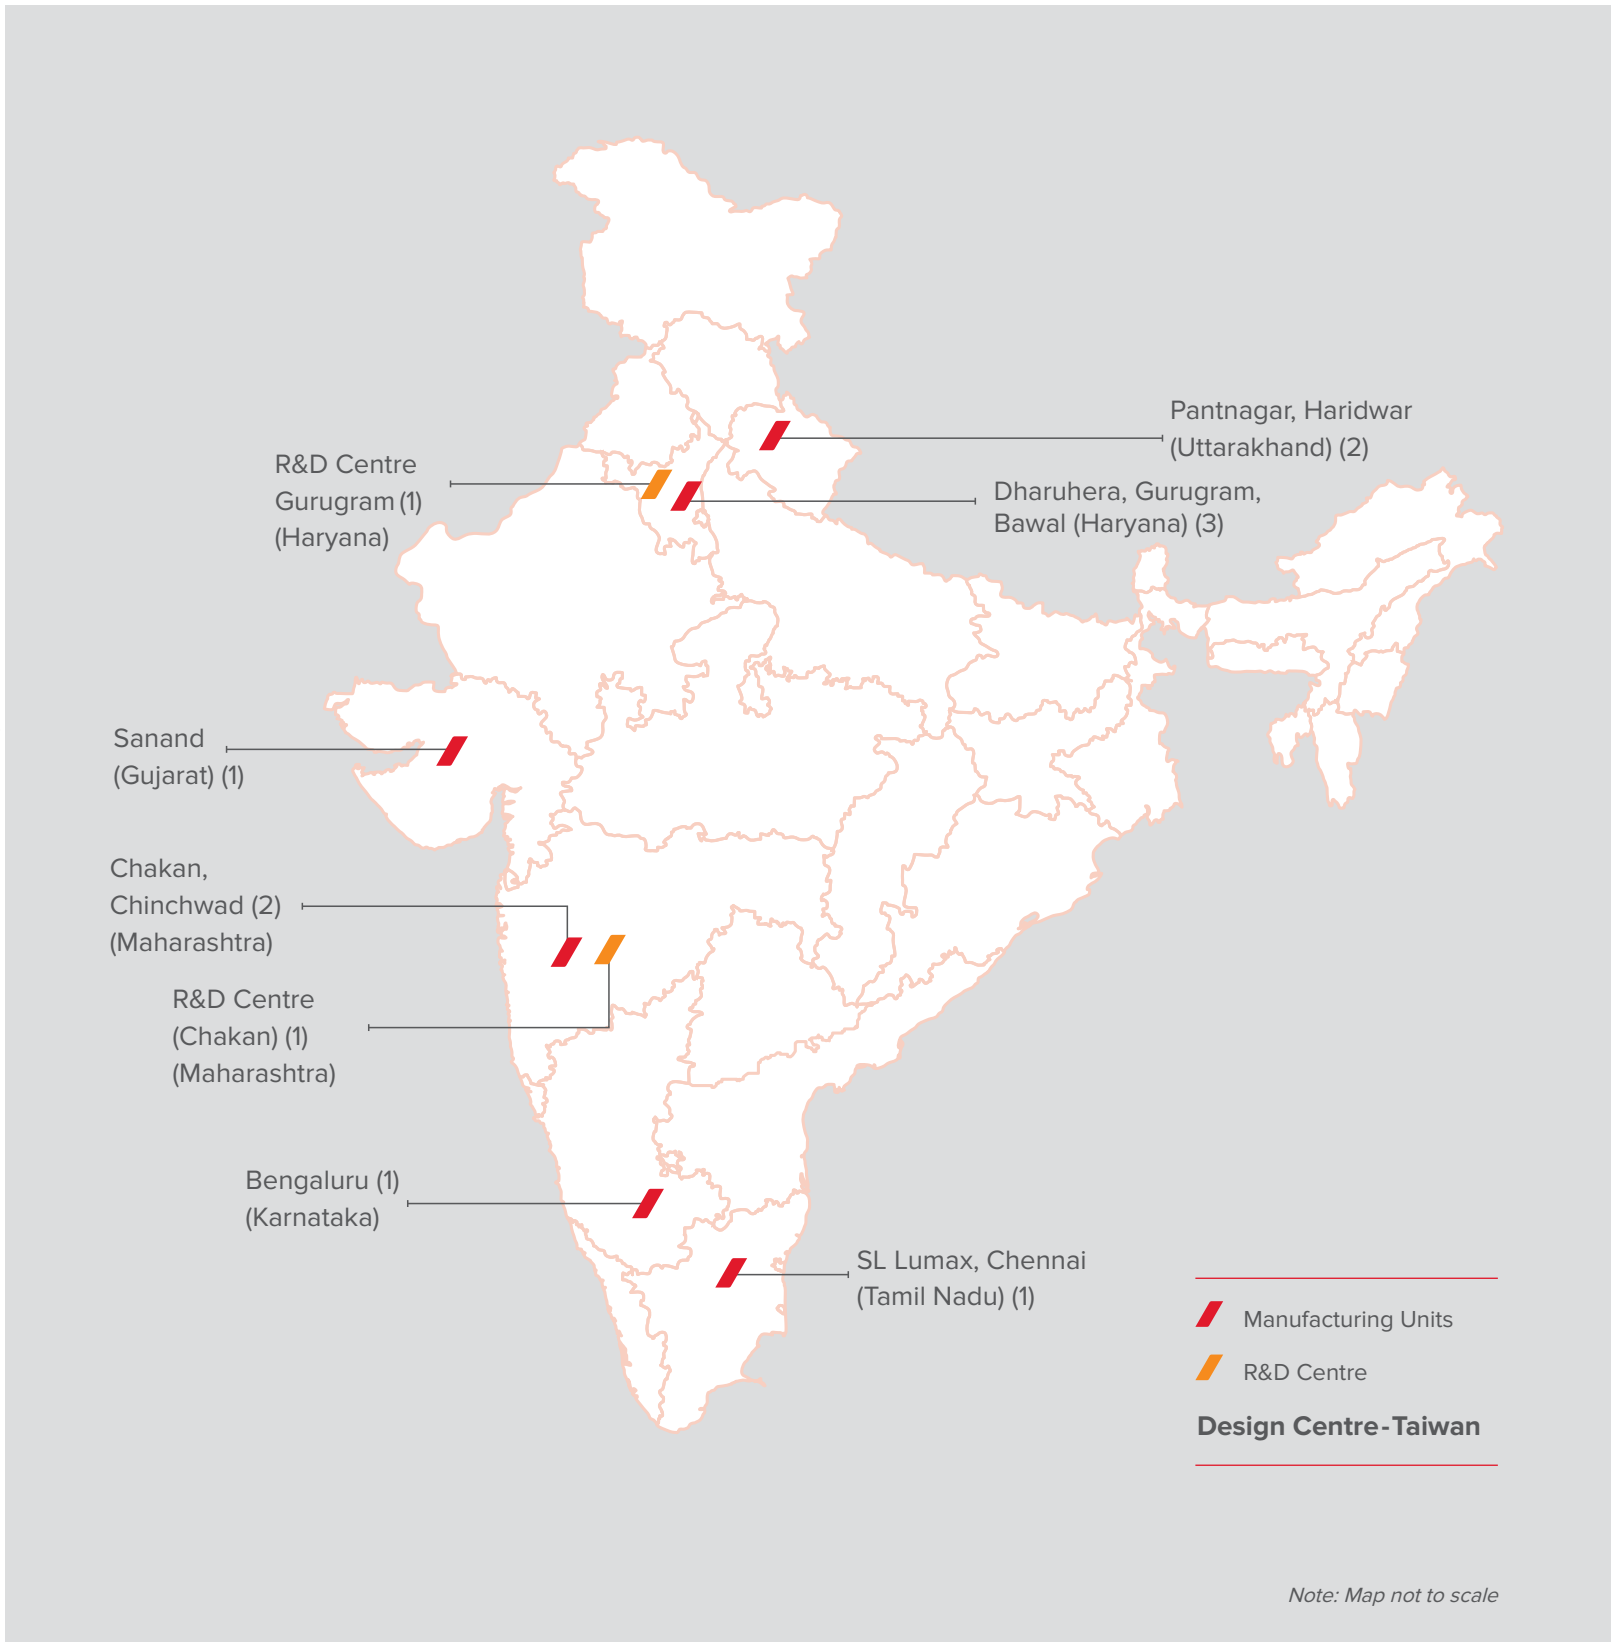 Pantnagar, Haridwar
(Uttarakhand) (2)
R&D Centre
Gurugram (1)
(Haryana)
Dharuhera, Gurugram,
Bawal (Haryana) (3)
Sanand
(Gujarat) (1)
Chakan,
Chinchwad (2)
(Maharashtra)
R&D Centre
(Chakan) (1)
(Maharashtra)
Bengaluru (1)
(Karnataka)
SL Lumax, Chennai
(Tamil Nadu) (1)
Manufacturing Units
R&D Centre
Design Centre-Taiwan
Note: Map not to scale